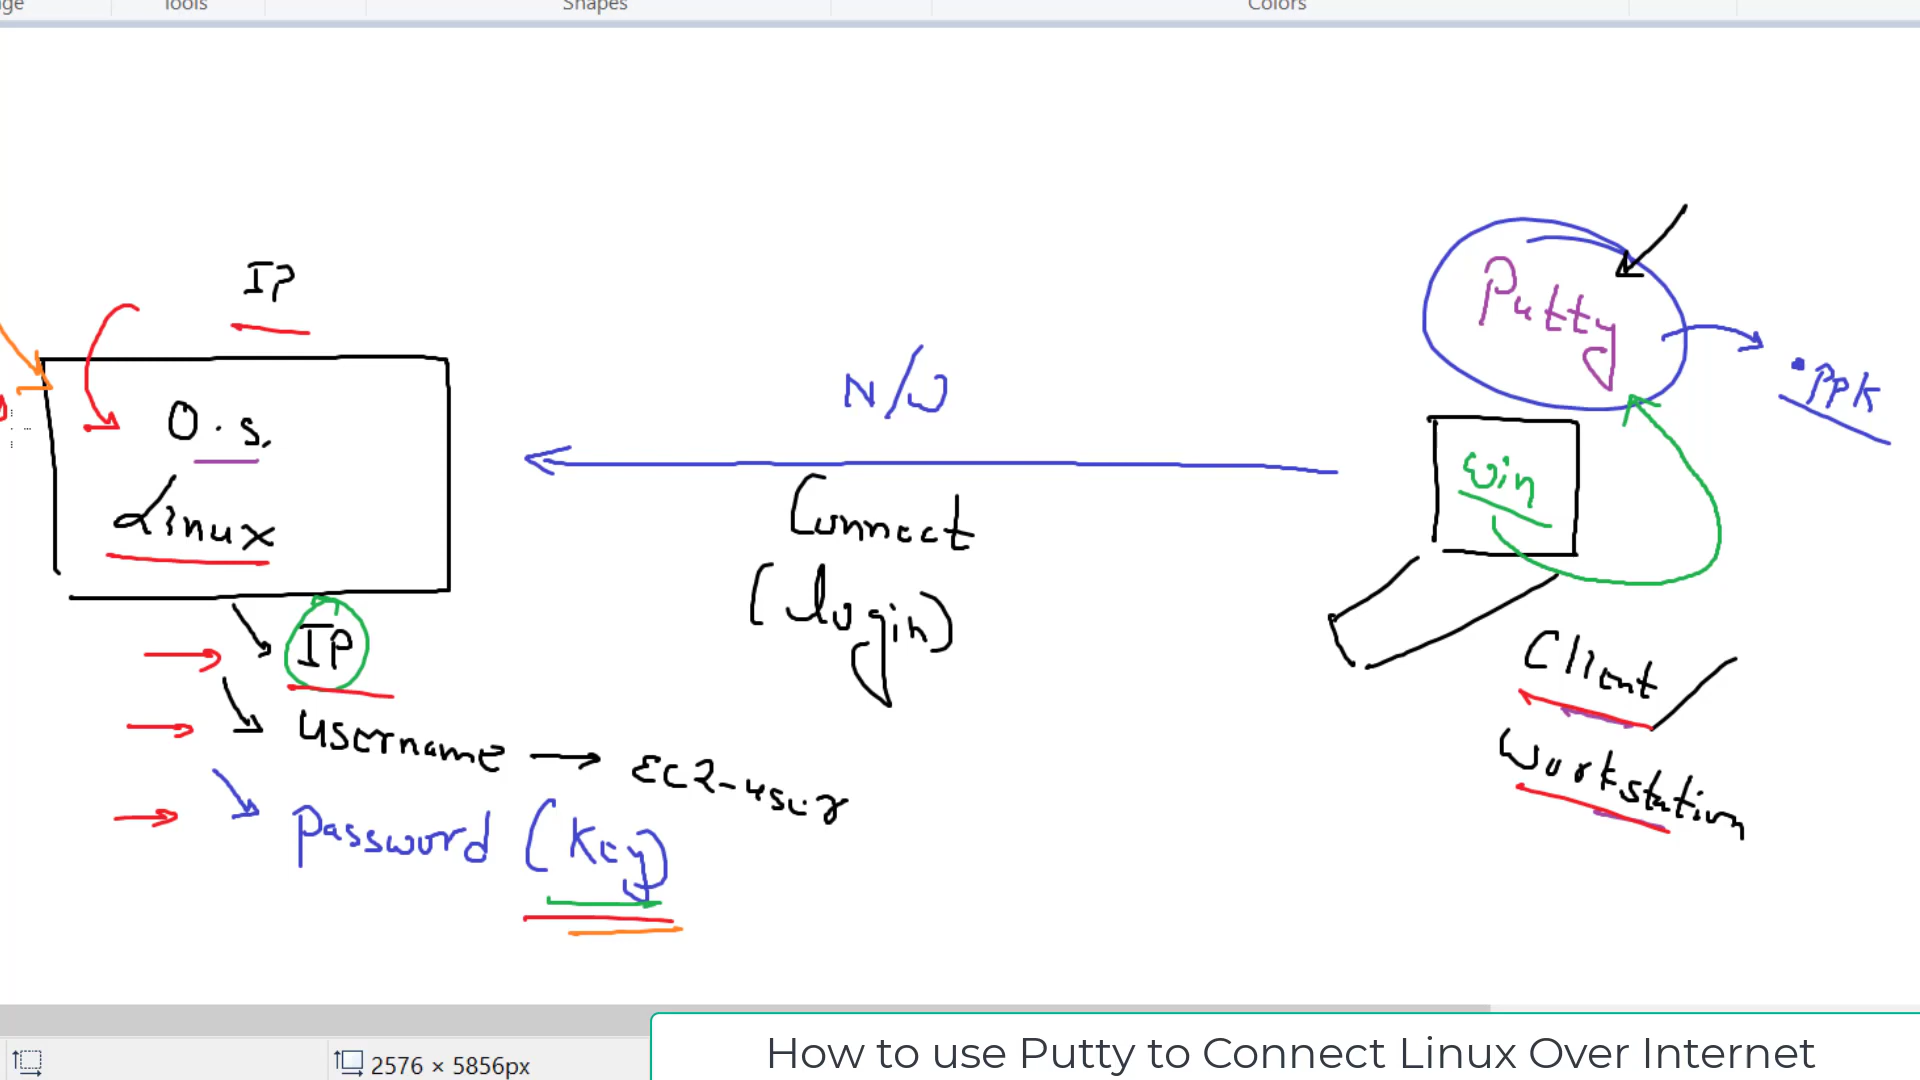 Tools
Shapes
Colors
IP
O.s.
Linux
N/W
Connect
(login)
Putty
.ppk
win
Client
Workstation
IP
Username → EC2-user
Password (Key)
2576 × 5856px
How to use Putty to Connect Linux Over Internet